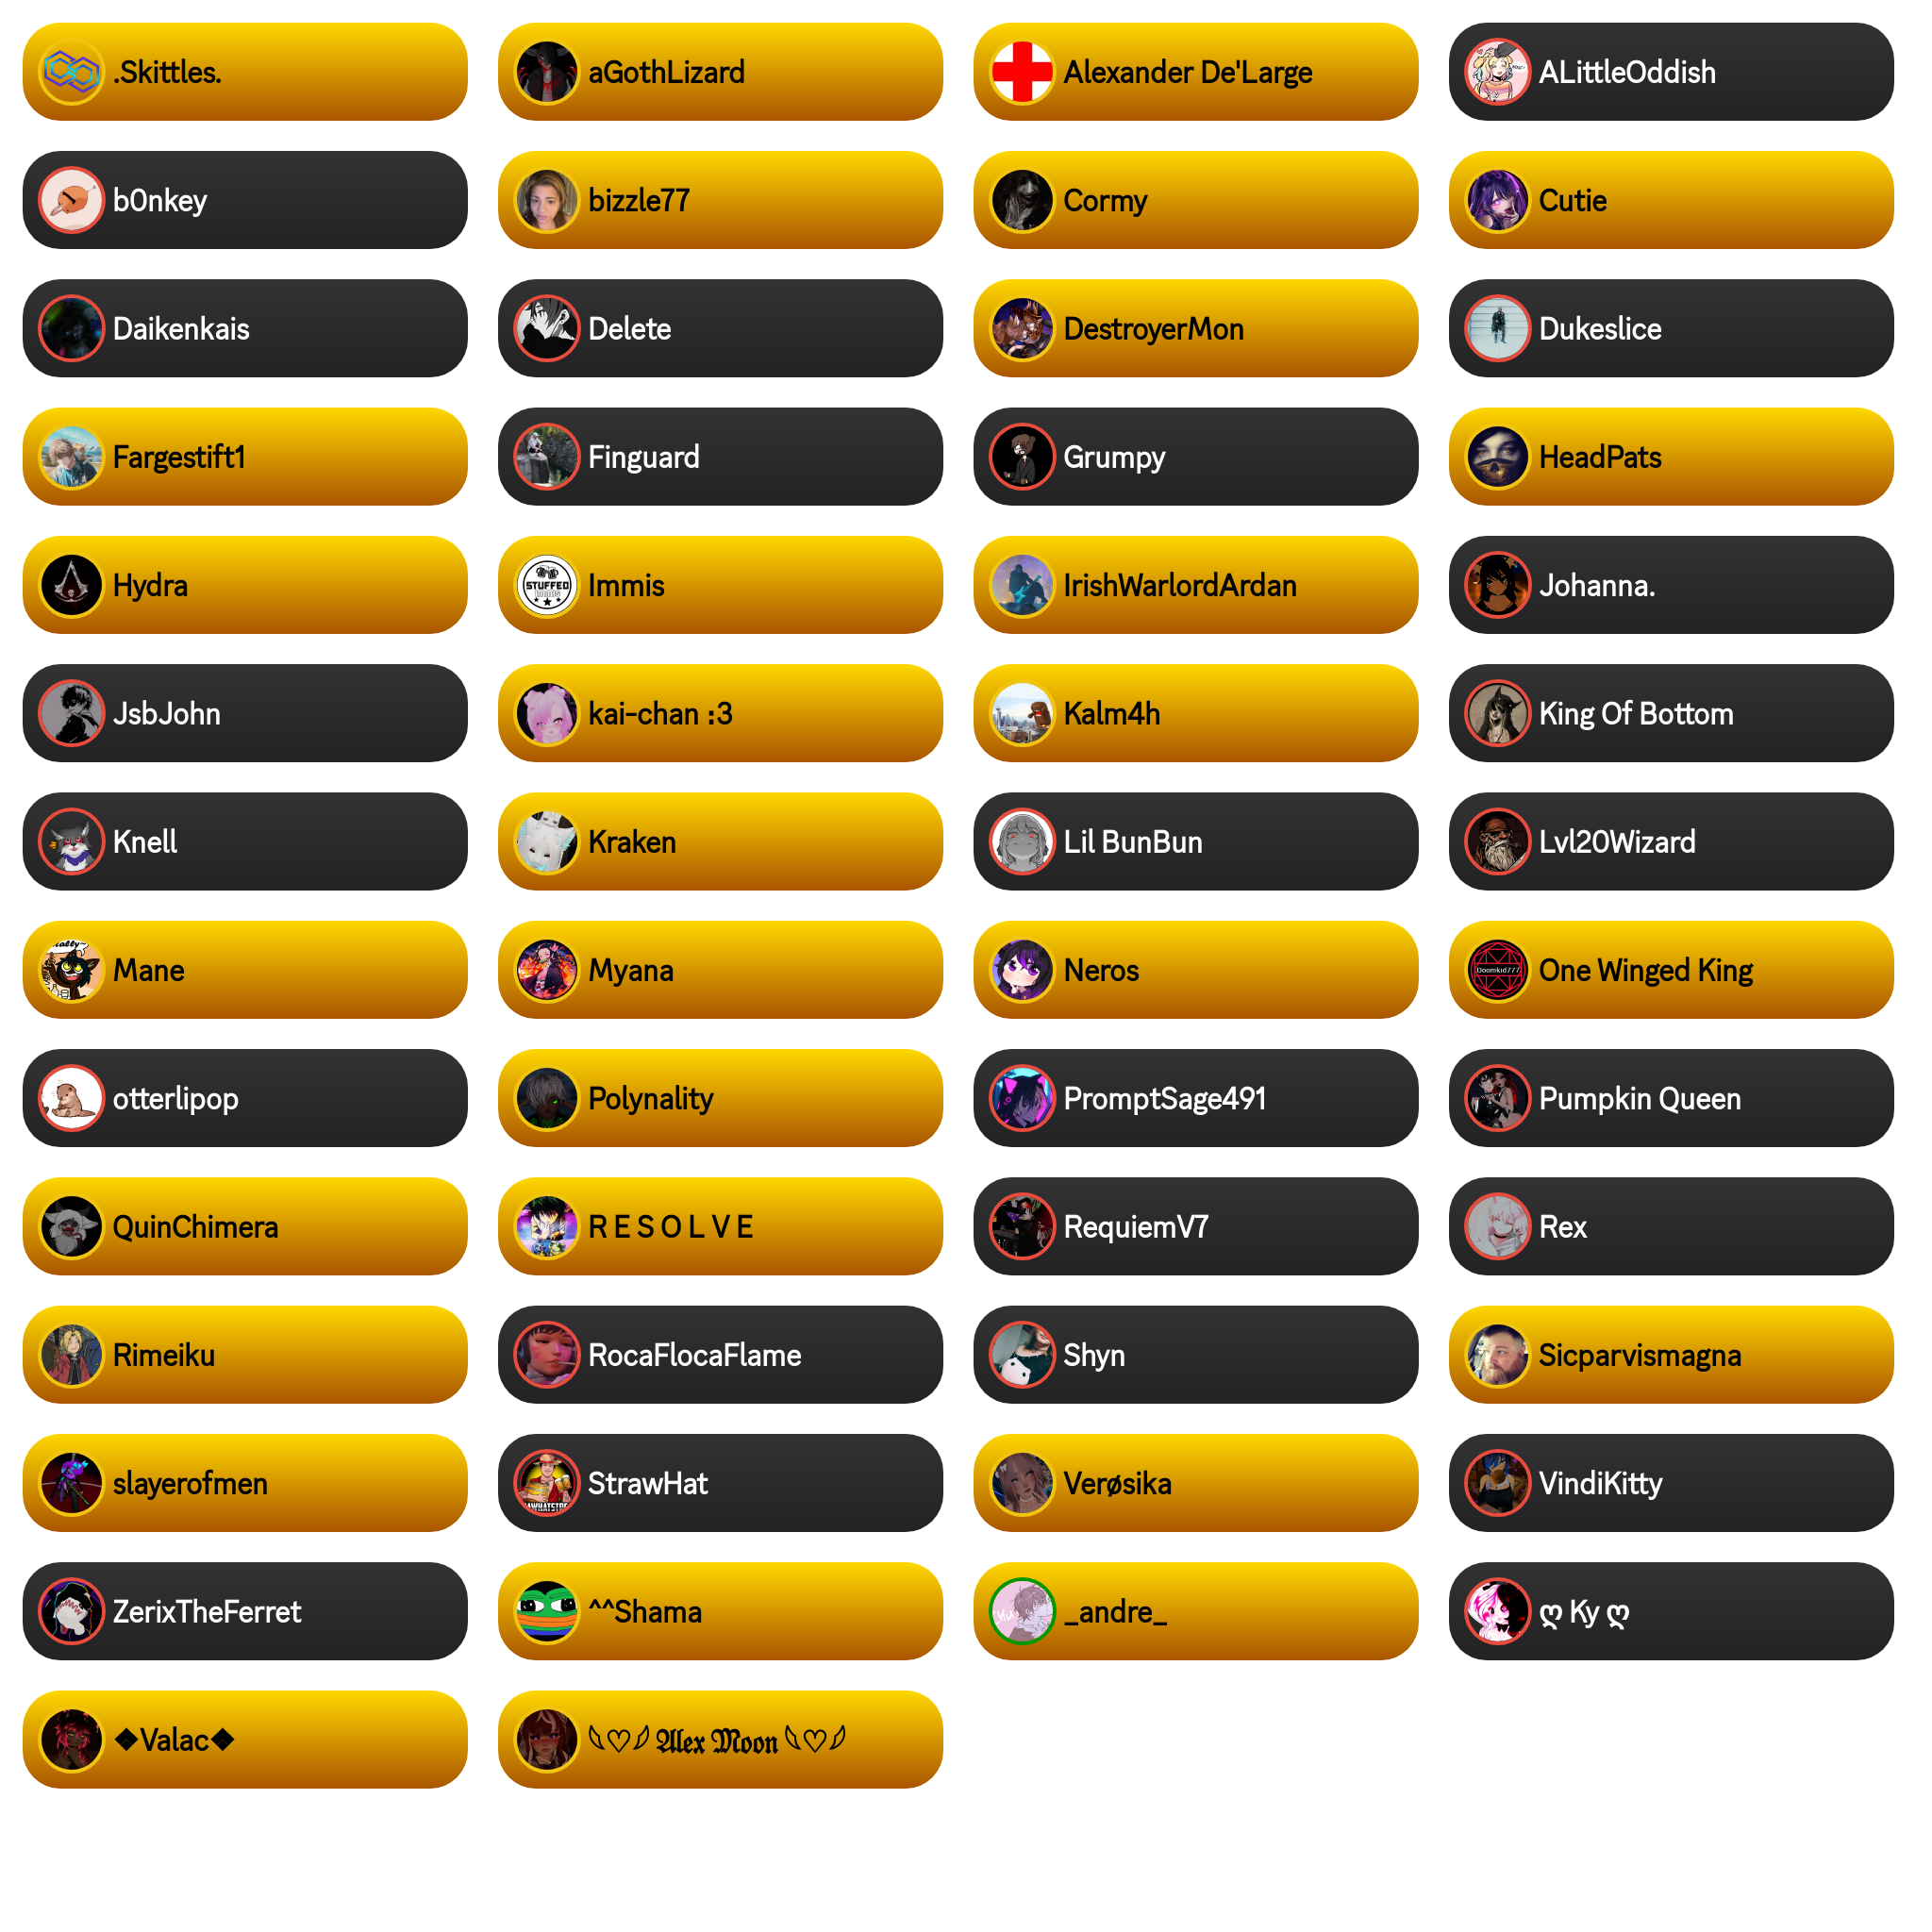 .Skittles.
aGothLizard
Alexander De'Large
ALittleOddish
b0nkey
bizzle77
Cormy
Cutie
Daikenkais
Delete
DestroyerMon
Dukeslice
Fargestift1
Finguard
Grumpy
HeadPats
Hydra
STUFFED
Immis
IrishWarlordArdan
Johanna.
JsbJohn
kai-chan :3
Kalm4h
King Of Bottom
Knell
Kraken
Lil BunBun
Lvl20Wizard
Mane
Myana
Neros
Doomkid777
One Winged King
otterlipop
Polynality
PromptSage491
Pumpkin Queen
QuinChimera
R E S O L V E
RequiemV7
Rex
Rimeiku
RocaFlocaFlame
Shyn
Sicparvismagna
slayerofmen
StrawHat
Verøsika
VindiKitty
ZerixTheFerret
^^Shama
_andre_
ღ Ky ღ
❖Valac❖
𓆩♡𓆪 𝕬𝖑𝖊𝖝 𝕸𝖔𝖔𝖓 𓆩♡𓆪